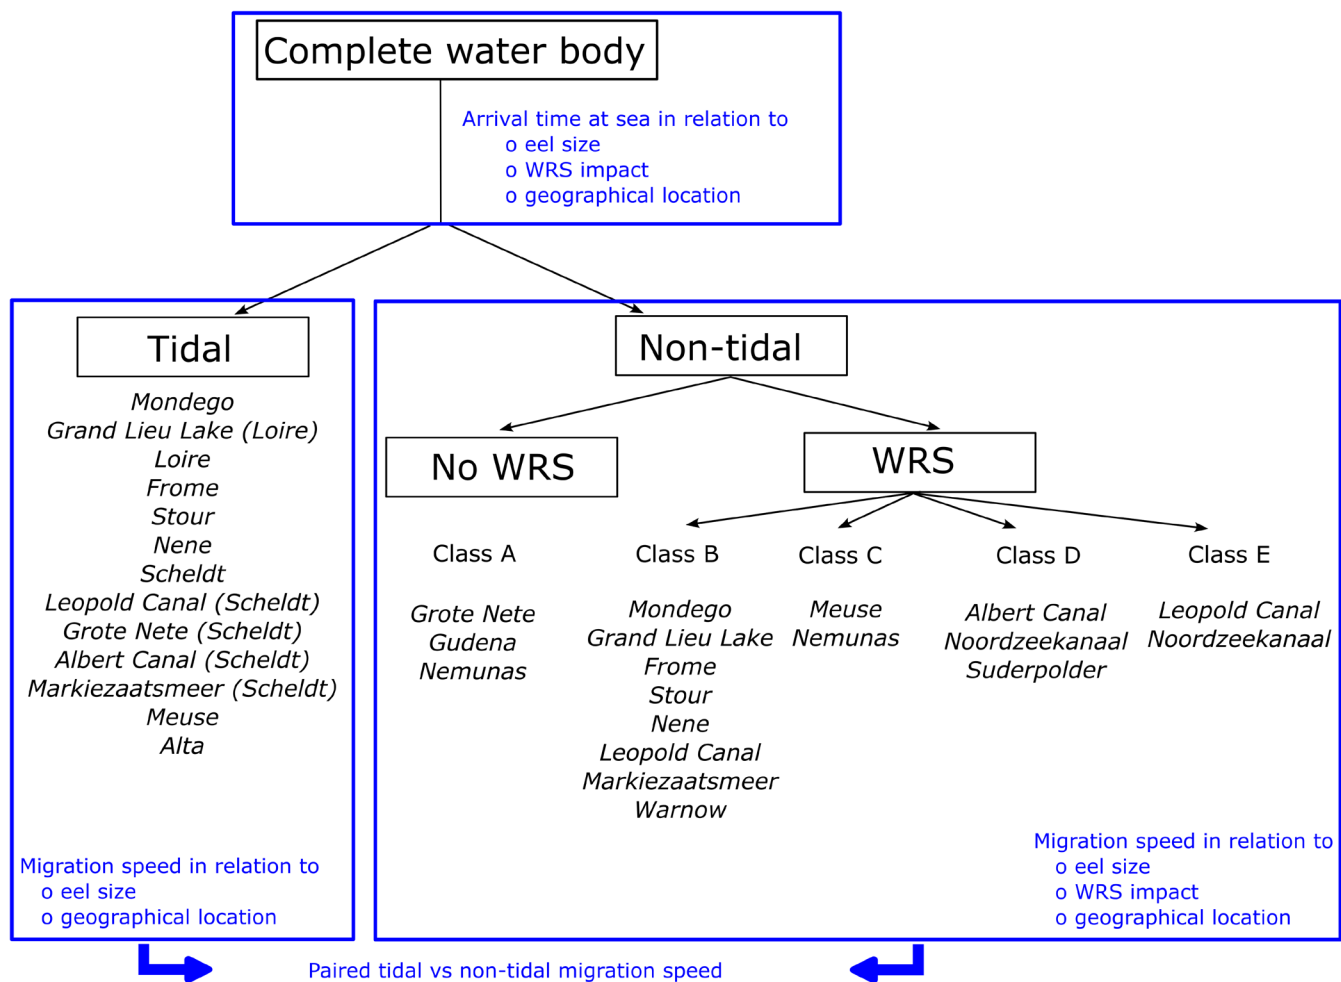 Complete water body
Arrival time at sea in relation to
o eel size
o WRS impact
o geographical location
Tidal
Mondego
Grand Lieu Lake (Loire)
Loire
Frome
Stour
Nene
Scheldt
Leopold Canal (Scheldt)
Grote Nete (Scheldt)
Albert Canal (Scheldt)
Markiezaatsmeer (Scheldt)
Meuse
Alta
Migration speed in relation to
o eel size
o geographical location
Non-tidal
No WRS
WRS
Class A
Grote Nete
Gudena
Nemunas
Class B
Mondego
Grand Lieu Lake
Frome
Stour
Nene
Leopold Canal
Markiezaatsmeer
Warnow
Class C
Meuse
Nemunas
Class D
Albert Canal
Noordzeekanaal
Suderpolder
Class E
Leopold Canal
Noordzeekanaal
Migration speed in relation to
o eel size
o WRS impact
o geographical location
Paired tidal vs non-tidal migration speed